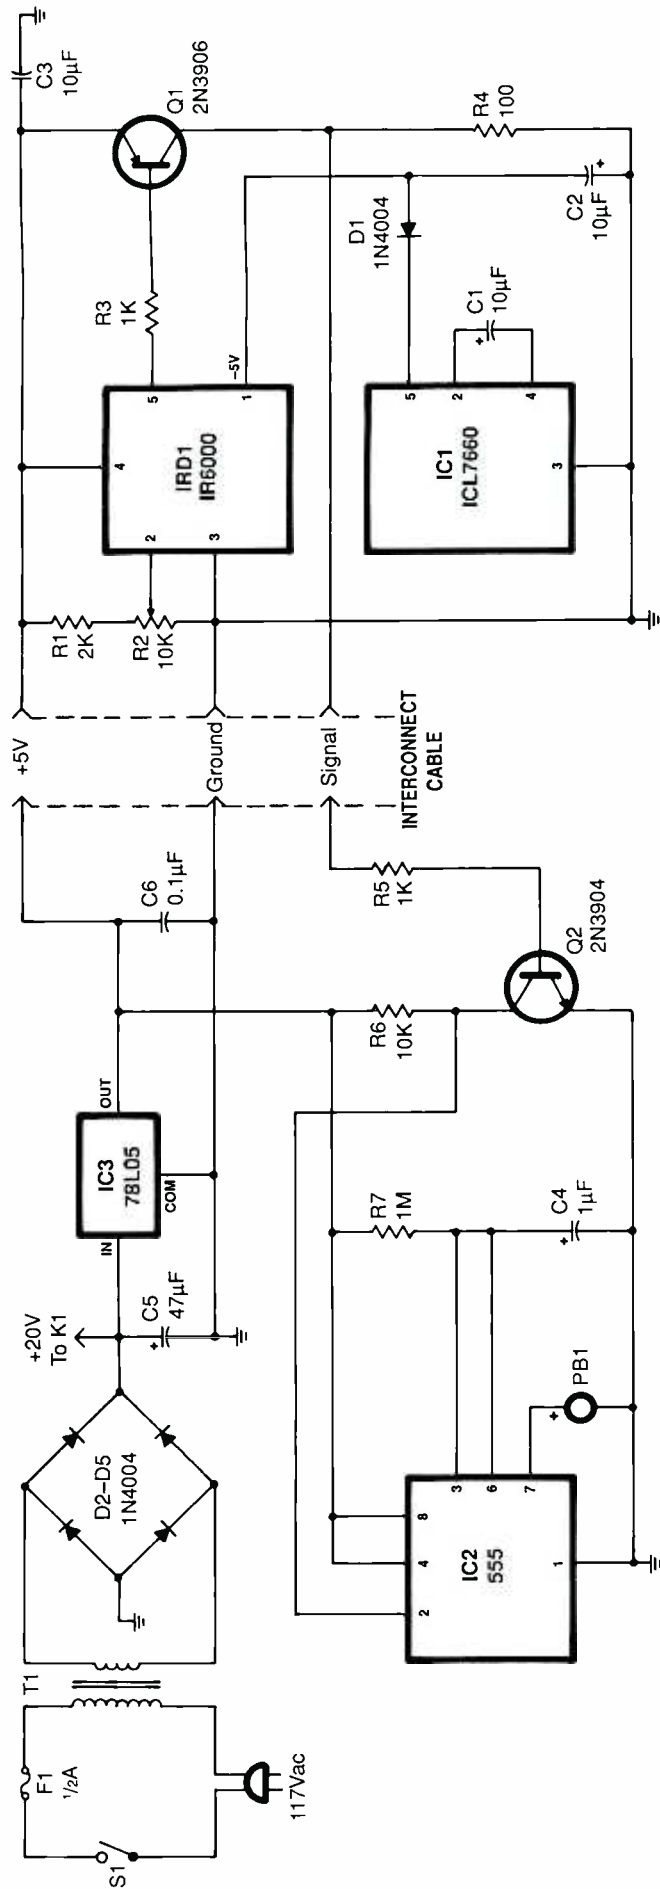 S1
F1
½A
117Vac
T1
D2–D5
1N4004
+20V
To K1
C5
+
47µF
IN
IC3
78L05
OUT
COM
C6
0.1µF
+5V
Ground
Signal
INTERCONNECT
CABLE
R1
2K
R2
10K
4
2
IRD1
IR6000
3
5
1
−5V
R3
1K
Q1
2N3906
C3
10µF
R4
100
D1
1N4004
IC1
ICL7660
5
2
4
3
+
C1
10µF
C2
10µF
+
2
4
8
IC2
555
3
6
7
1
+
PB1
R7
1M
+
C4
1µF
R6
10K
R5
1K
Q2
2N3904